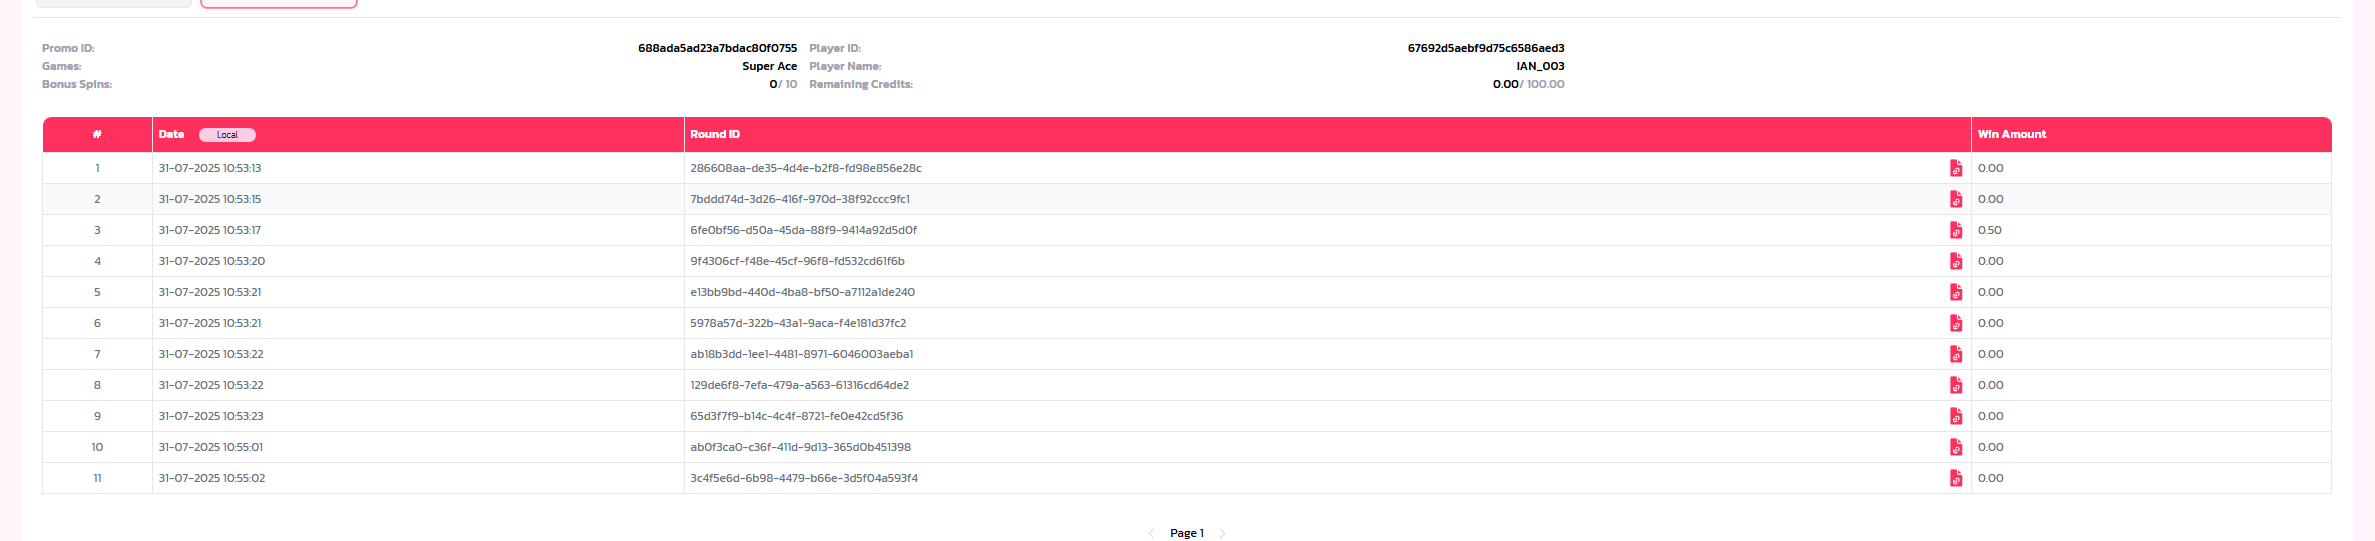 Promo ID: 688ada5ad23a7bdac80f0755 Player ID: 67692d5aebf9d75c6586aed3
Games: Super Ace Player Name: IAN_003
Bonus Spins: 0/ 10 Remaining Credits: 0.00/ 100.00
# Date Local Round ID Win Amount
1 31-07-2025 10:53:13 286608aa-de35-4d4e-b2f8-fd98e856e28c 0.00
2 31-07-2025 10:53:15 7bddd74d-3d26-416f-970d-38f92ccc9fc1 0.00
3 31-07-2025 10:53:17 6fe0bf56-d50a-45da-88f9-9414a92d5d0f 0.50
4 31-07-2025 10:53:20 9f4306cf-f48e-45cf-96f8-fd532cd61f6b 0.00
5 31-07-2025 10:53:21 e13bb9bd-440d-4ba8-bf50-a7112a1de240 0.00
6 31-07-2025 10:53:21 5978a57d-322b-43a1-9aca-f4e181d37fc2 0.00
7 31-07-2025 10:53:22 ab18b3dd-1ee1-4481-8971-6046003aeba1 0.00
8 31-07-2025 10:53:22 129de6f8-7efa-479a-a563-61316cd64de2 0.00
9 31-07-2025 10:53:23 65d3f7f9-b14c-4c4f-8721-fe0e42cd5f36 0.00
10 31-07-2025 10:55:01 ab0f3ca0-c36f-411d-9d13-365d0b451398 0.00
11 31-07-2025 10:55:02 3c4f5e6d-6b98-4479-b66e-3d5f04a593f4 0.00
Page 1